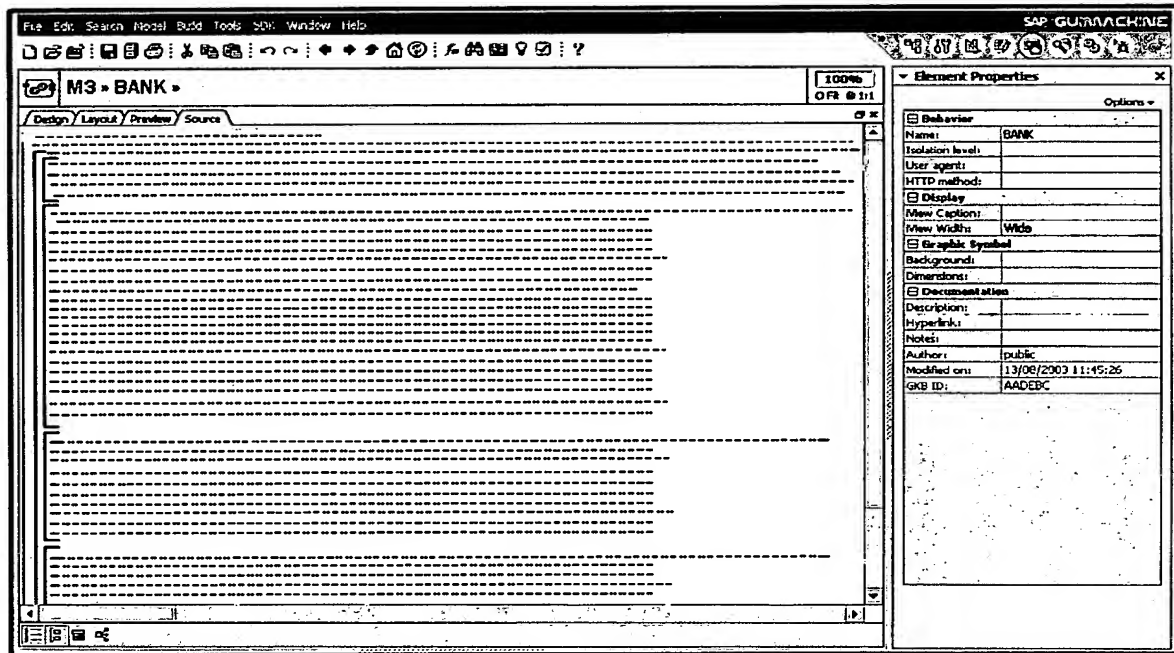 File Edit Search Model Build Tools SDK Window Help
SAP GUIMACHINE
M3 » BANK »
100%
Design Layout Preview Source
Element Properties
Options
Behavior
Name: BANK
Isolation level:
User agent:
HTTP method:
Display
Mew Caption:
Mew Width: Wide
Graphic Symbol
Background:
Dimensions:
Documentation
Description:
Hyperlink:
Notes:
Author: public
Modified on: 13/08/2003 11:45:26
GKB ID: AADEBC